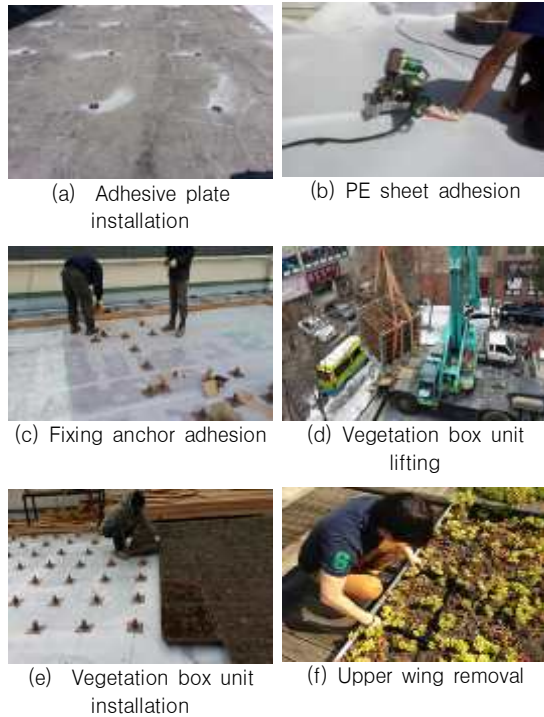 (a) Adhesive plate
installation
(b) PE sheet adhesion
(c) Fixing anchor adhesion
(d) Vegetation box unit
lifting
(e) Vegetation box unit
installation
(f) Upper wing removal